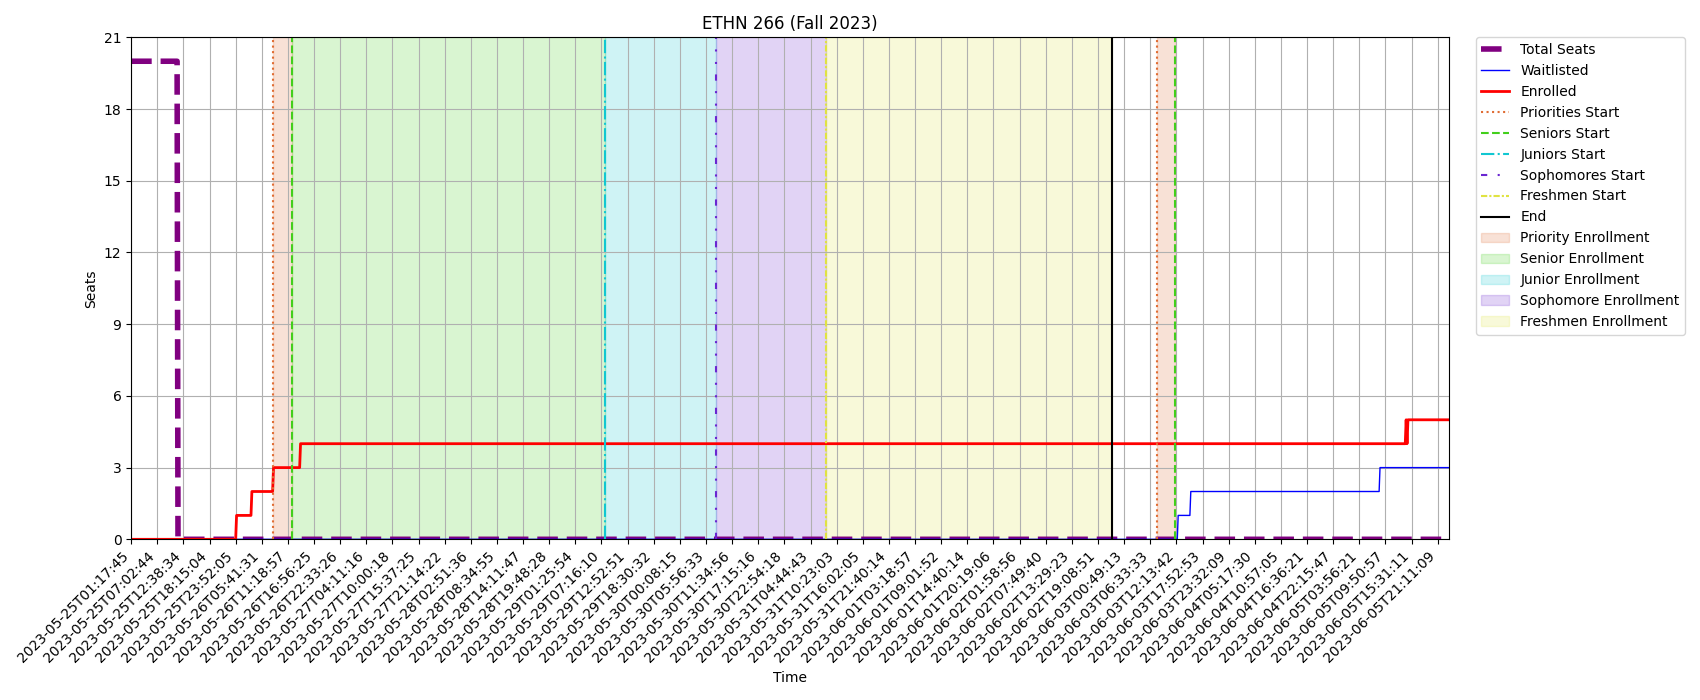 ETHN 266 (Fall 2023)
21
18
15
12
9
6
3
0
Seats
2023-05-25T01:17:45
2023-05-25T07:02:44
2023-05-25T12:38:34
2023-05-25T18:15:04
2023-05-25T23:52:05
2023-05-26T05:41:31
2023-05-26T11:18:57
2023-05-26T16:56:25
2023-05-26T22:33:26
2023-05-27T04:11:16
2023-05-27T10:00:18
2023-05-27T15:37:25
2023-05-27T21:14:22
2023-05-28T02:51:36
2023-05-28T08:34:55
2023-05-28T14:11:47
2023-05-28T19:48:28
2023-05-29T01:25:54
2023-05-29T07:16:10
2023-05-29T12:52:51
2023-05-29T18:30:32
2023-05-30T00:08:15
2023-05-30T05:56:33
2023-05-30T11:34:56
2023-05-30T17:15:16
2023-05-30T22:54:18
2023-05-31T04:44:43
2023-05-31T10:23:03
2023-05-31T16:02:05
2023-05-31T21:40:14
2023-06-01T03:18:57
2023-06-01T09:01:52
2023-06-01T14:40:14
2023-06-01T20:19:06
2023-06-02T01:58:56
2023-06-02T07:49:40
2023-06-02T13:29:23
2023-06-02T19:08:51
2023-06-03T00:49:13
2023-06-03T06:33:33
2023-06-03T12:13:42
2023-06-03T17:52:53
2023-06-03T23:32:09
2023-06-04T05:17:30
2023-06-04T10:57:05
2023-06-04T16:36:21
2023-06-04T22:15:47
2023-06-05T03:56:21
2023-06-05T09:50:57
2023-06-05T15:31:11
2023-06-05T21:11:09
Time
Total Seats
Waitlisted
Enrolled
Priorities Start
Seniors Start
Juniors Start
Sophomores Start
Freshmen Start
End
Priority Enrollment
Senior Enrollment
Junior Enrollment
Sophomore Enrollment
Freshmen Enrollment